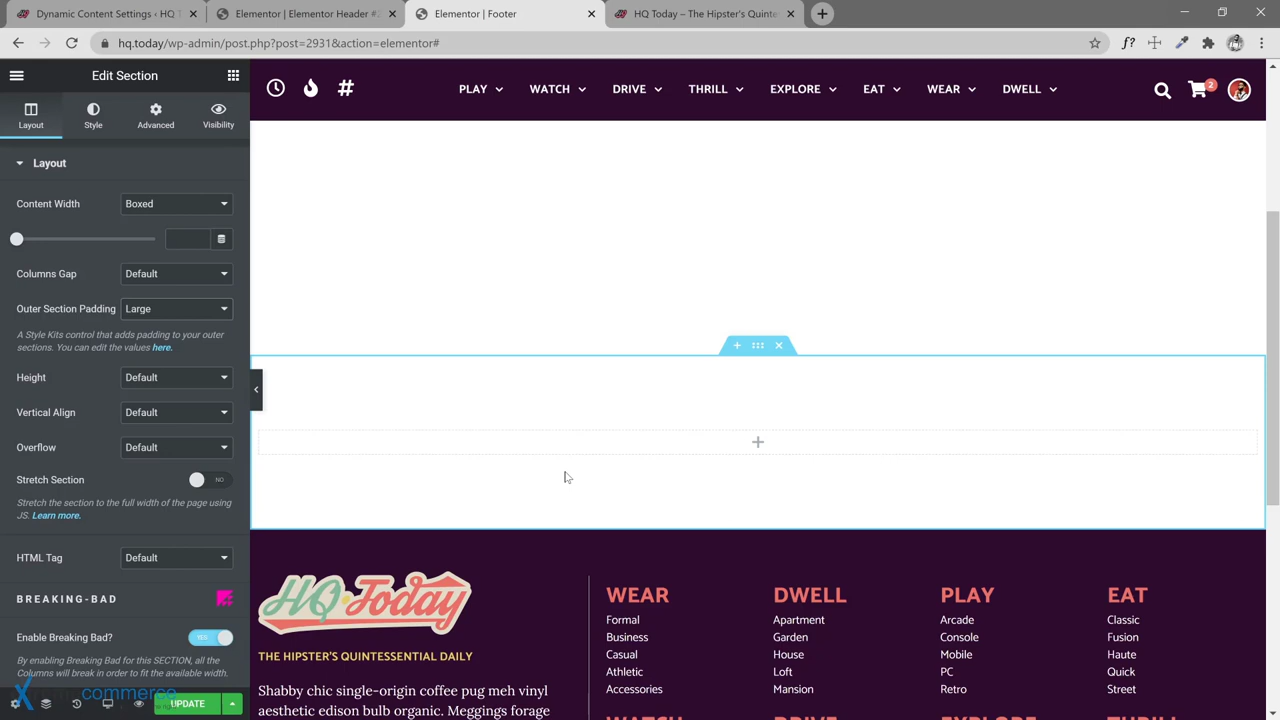 Dynamic Content Settings ‹ HQ T
Elementor | Elementor Header #2
Elementor | Footer
HQ Today – The Hipster's Quinte
hq.today/wp-admin/post.php?post=2931&action=elementor#
Edit Section
PLAY WATCH DRIVE THRILL EXPLORE EAT WEAR DWELL
2
Layout Style Advanced Visibility
Layout
Content Width Boxed
Columns Gap Default
Outer Section Padding Large
A Style Kits control that adds padding to your outer
sections. You can edit the values here.
Height Default
Vertical Align Default
Overflow Default
Stretch Section NO
Stretch the section to the full width of the page using
JS. Learn more.
HTML Tag Default
BREAKING-BAD
Enable Breaking Bad? YES
By enabling Breaking Bad for this SECTION, all the
Columns will break in order to fit the available width.
commerce
UPDATE
HQ Today
THE HIPSTER'S QUINTESSENTIAL DAILY
Shabby chic single-origin coffee pug meh vinyl
aesthetic edison bulb organic. Meggings forage
WEAR
Formal
Business
Casual
Athletic
Accessories
DWELL
Apartment
Garden
House
Loft
Mansion
PLAY
Arcade
Console
Mobile
PC
Retro
EAT
Classic
Fusion
Haute
Quick
Street
WATCH DRIVE EXPLORE THRILL